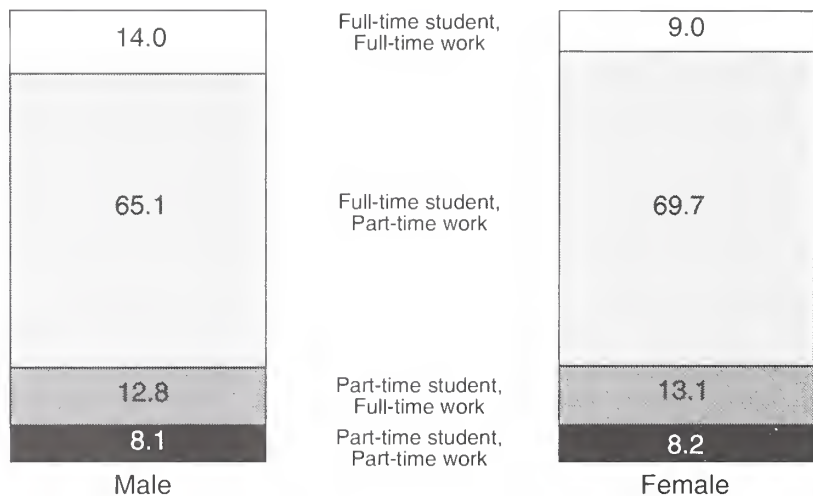 14.0
Full-time student,
Full-time work
9.0
65.1
Full-time student,
Part-time work
69.7
12.8
Part-time student,
Full-time work
13.1
8.1
Part-time student,
Part-time work
8.2
Male
Female